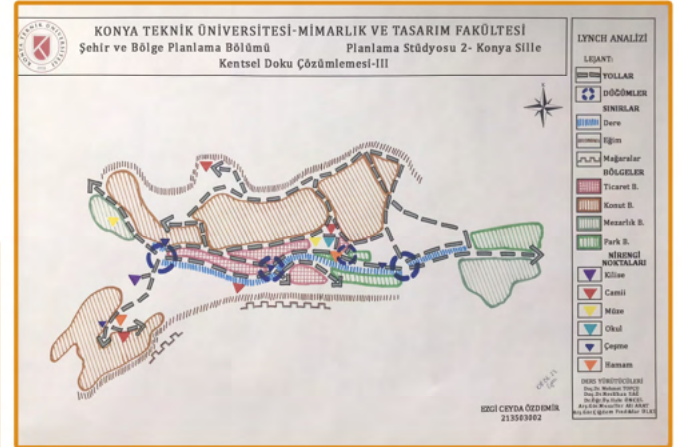 KONYA TEKNİK ÜNİVERSİTESİ-MİMARLIK VE TASARIM FAKÜLTESİ
Şehir ve Bölge Planlama Bölümü Planlama Stüdyosu 2- Konya Sille
Kentsel Doku Çözümlemesi-III
LYNCH ANALİZİ
LEJANT:
YOLLAR
DÜĞÜMLER
SINIRLAR
Dere
Eğim
Mağaralar
BÖLGELER
Ticaret B.
Konut B.
Mezarlık B.
Park B.
NİRENGİ
NOKTALARI
Kilise
Camii
Müze
Okul
Çeşme
Hamam
DERS YÜRÜTÜCÜLERİ
EZGİ CEYDA ÖZDEMİR
213503002